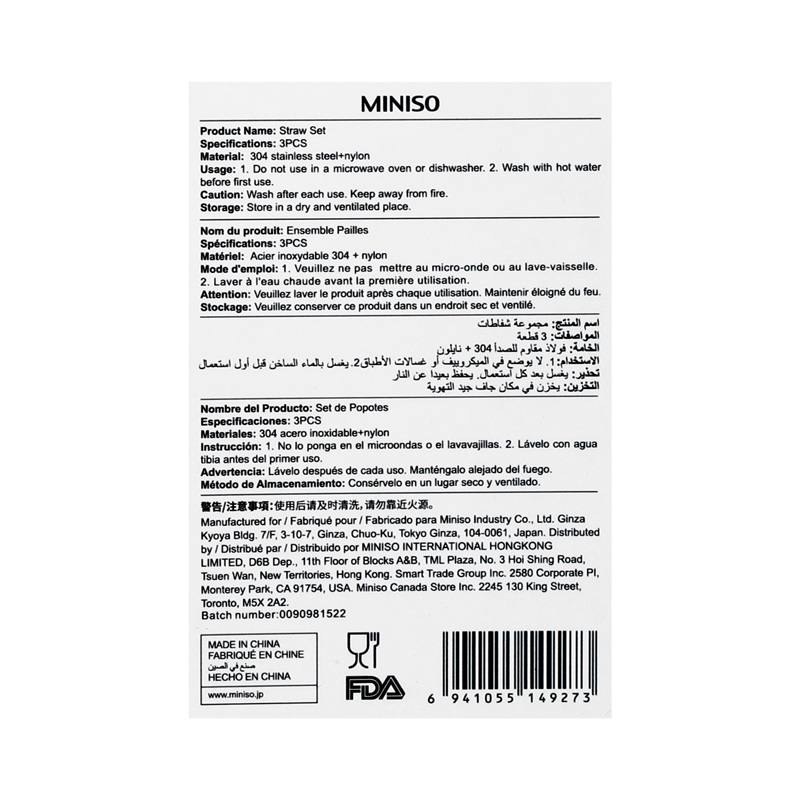 MINISO
Product Name: Straw Set
Specifications: 3PCS
Material: 304 stainless steel+nylon
Usage: 1. Do not use in a microwave oven or dishwasher. 2. Wash with hot water
before first use.
Caution: Wash after each use. Keep away from fire.
Storage: Store in a dry and ventilated place.
Nom du produit: Ensemble Pailles
Spécifications: 3PCS
Matériel: Acier inoxydable 304 + nylon
Mode d'emploi: 1. Veuillez ne pas mettre au micro-onde ou au lave-vaisselle.
2. Laver à l'eau chaude avant la première utilisation.
Attention: Veuillez laver le produit après chaque utilisation. Maintenir éloigné du feu.
Stockage: Veuillez conserver ce produit dans un endroit sec et ventilé.
اسم المنتج: مجموعة شفاطات
المواصفات: 3 قطعة
الخامة: فولاذ مقاوم للصدأ 304 + نايلون
الاستخدام: 1. لا يوضع في الميكروييف أو غسالات الأطباق2. يغسل بالماء الساخن قبل أول استعمال
تحذير: يغسل بعد كل استعمال. يحفظ بعيدا عن النار
التخزين: يخزن في مكان جاف جيد التهوية
Nombre del Producto: Set de Popotes
Especificaciones: 3PCS
Materiales: 304 acero inoxidable+nylon
Instrucción: 1. No lo ponga en el microondas o el lavavajillas. 2. Lávelo con agua
tibia antes del primer uso.
Advertencia: Lávelo después de cada uso. Manténgalo alejado del fuego.
Método de Almacenamiento: Consérvelo en un lugar seco y ventilado.
警告/注意事项:使用后请及时清洗,请勿靠近火源。
Manufactured for / Fabriqué pour / Fabricado para Miniso Industry Co., Ltd. Ginza
Kyoya Bldg. 7/F, 3-10-7, Ginza, Chuo-Ku, Tokyo Ginza, 104-0061, Japan. Distributed
by / Distribué par / Distribuido por MINISO INTERNATIONAL HONGKONG
LIMITED, D6B Dep., 11th Floor of Blocks A&B, TML Plaza, No. 3 Hoi Shing Road,
Tsuen Wan, New Territories, Hong Kong. Smart Trade Group Inc. 2580 Corporate Pl,
Monterey Park, CA 91754, USA. Miniso Canada Store Inc. 2245 130 King Street,
Toronto, M5X 2A2.
Batch number:0090981522
MADE IN CHINA
FABRIQUÉ EN CHINE
صنع في الصين
HECHO EN CHINA
www.miniso.jp
FDA
6 941055 149273